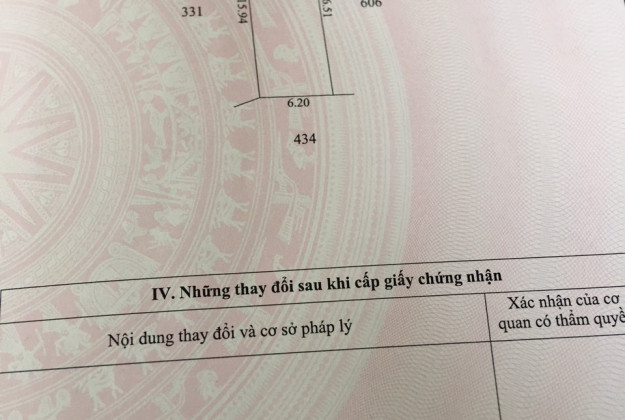 331
15.94
6.51
606
6.20
434
IV. Những thay đổi sau khi cấp giấy chứng nhận
Nội dung thay đổi và cơ sở pháp lý
Xác nhận của cơ
quan có thẩm quyề